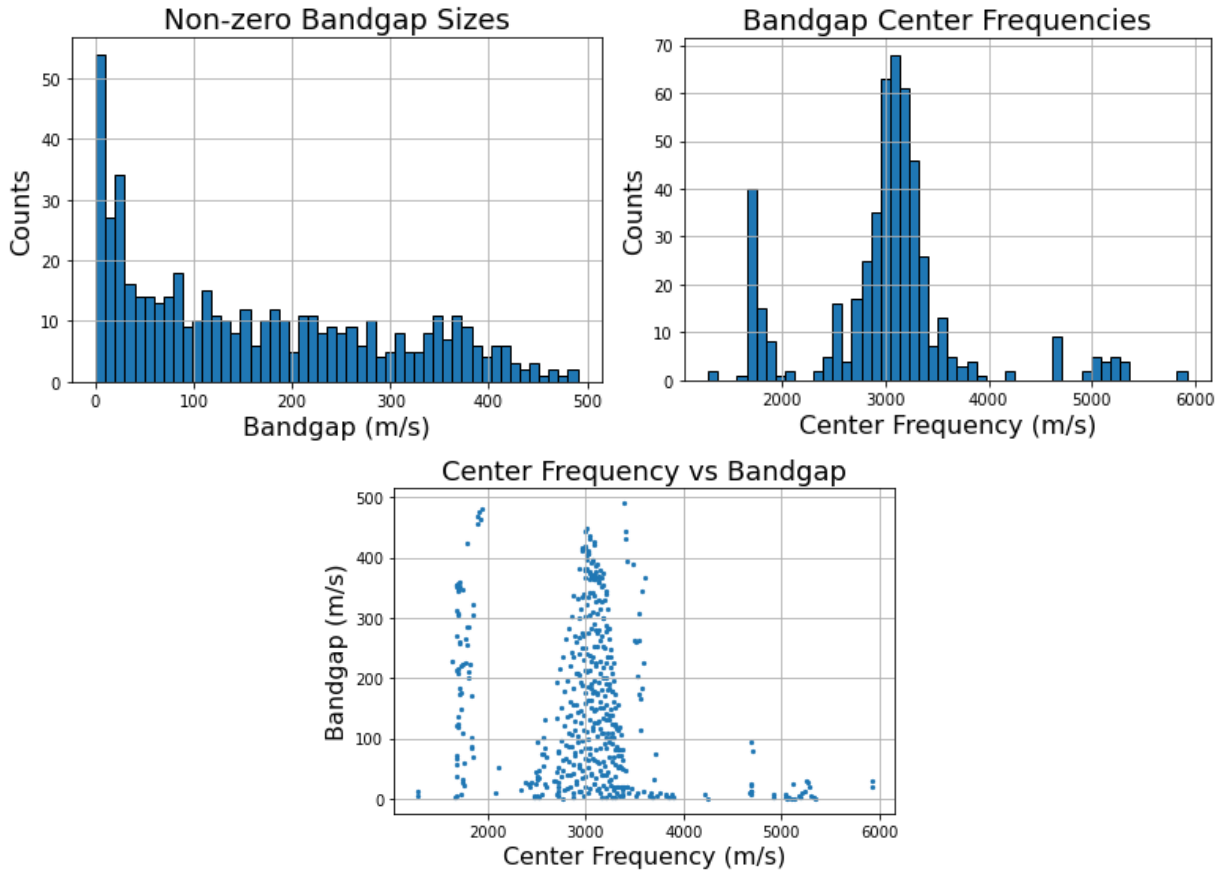 Non-zero Bandgap Sizes
Counts
50
40
30
20
10
0
0 100 200 300 400 500
Bandgap (m/s)
Bandgap Center Frequencies
Counts
70
60
50
40
30
20
10
0
2000 3000 4000 5000 6000
Center Frequency (m/s)
Center Frequency vs Bandgap
Bandgap (m/s)
500
400
300
200
100
0
2000 3000 4000 5000 6000
Center Frequency (m/s)